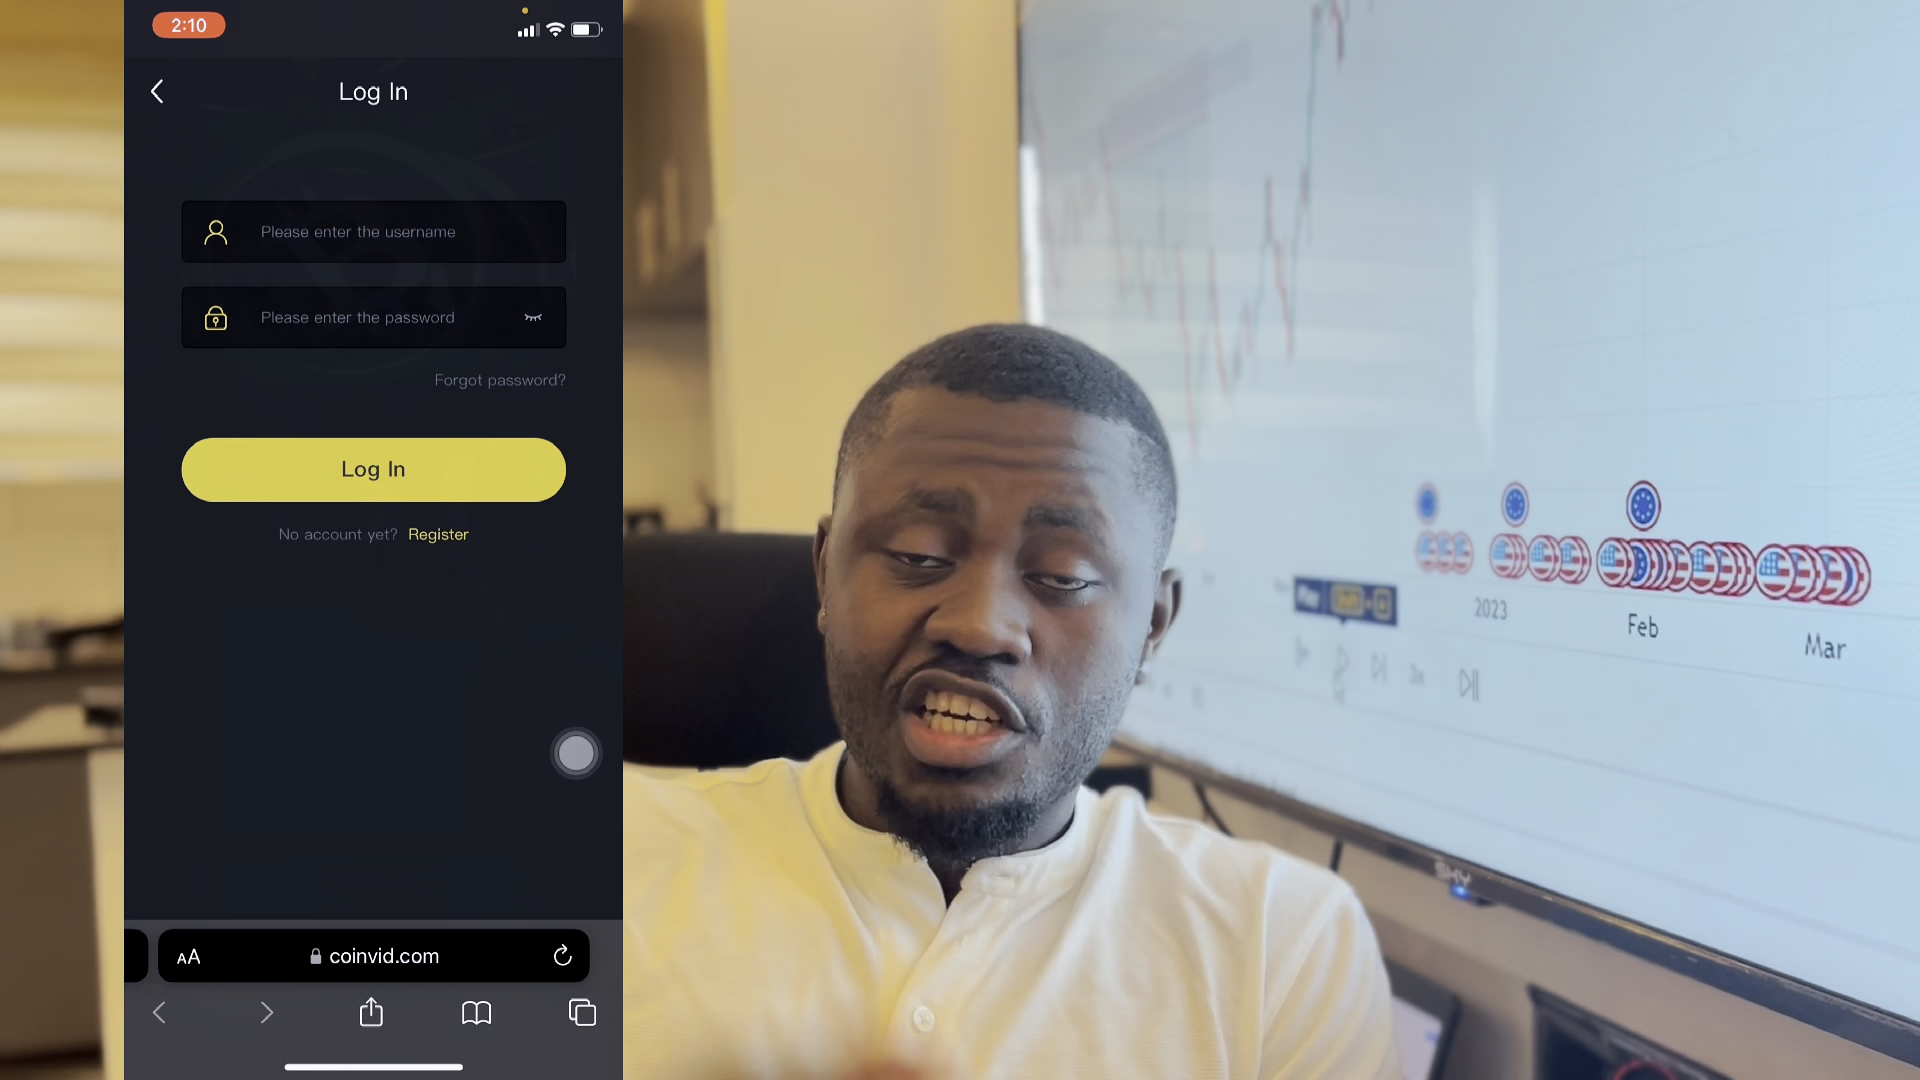 2:10
Log In
Please enter the username
Please enter the password
Forgot password?
Log In
No account yet? Register
AA
coinvid.com
2023
Feb
Mar